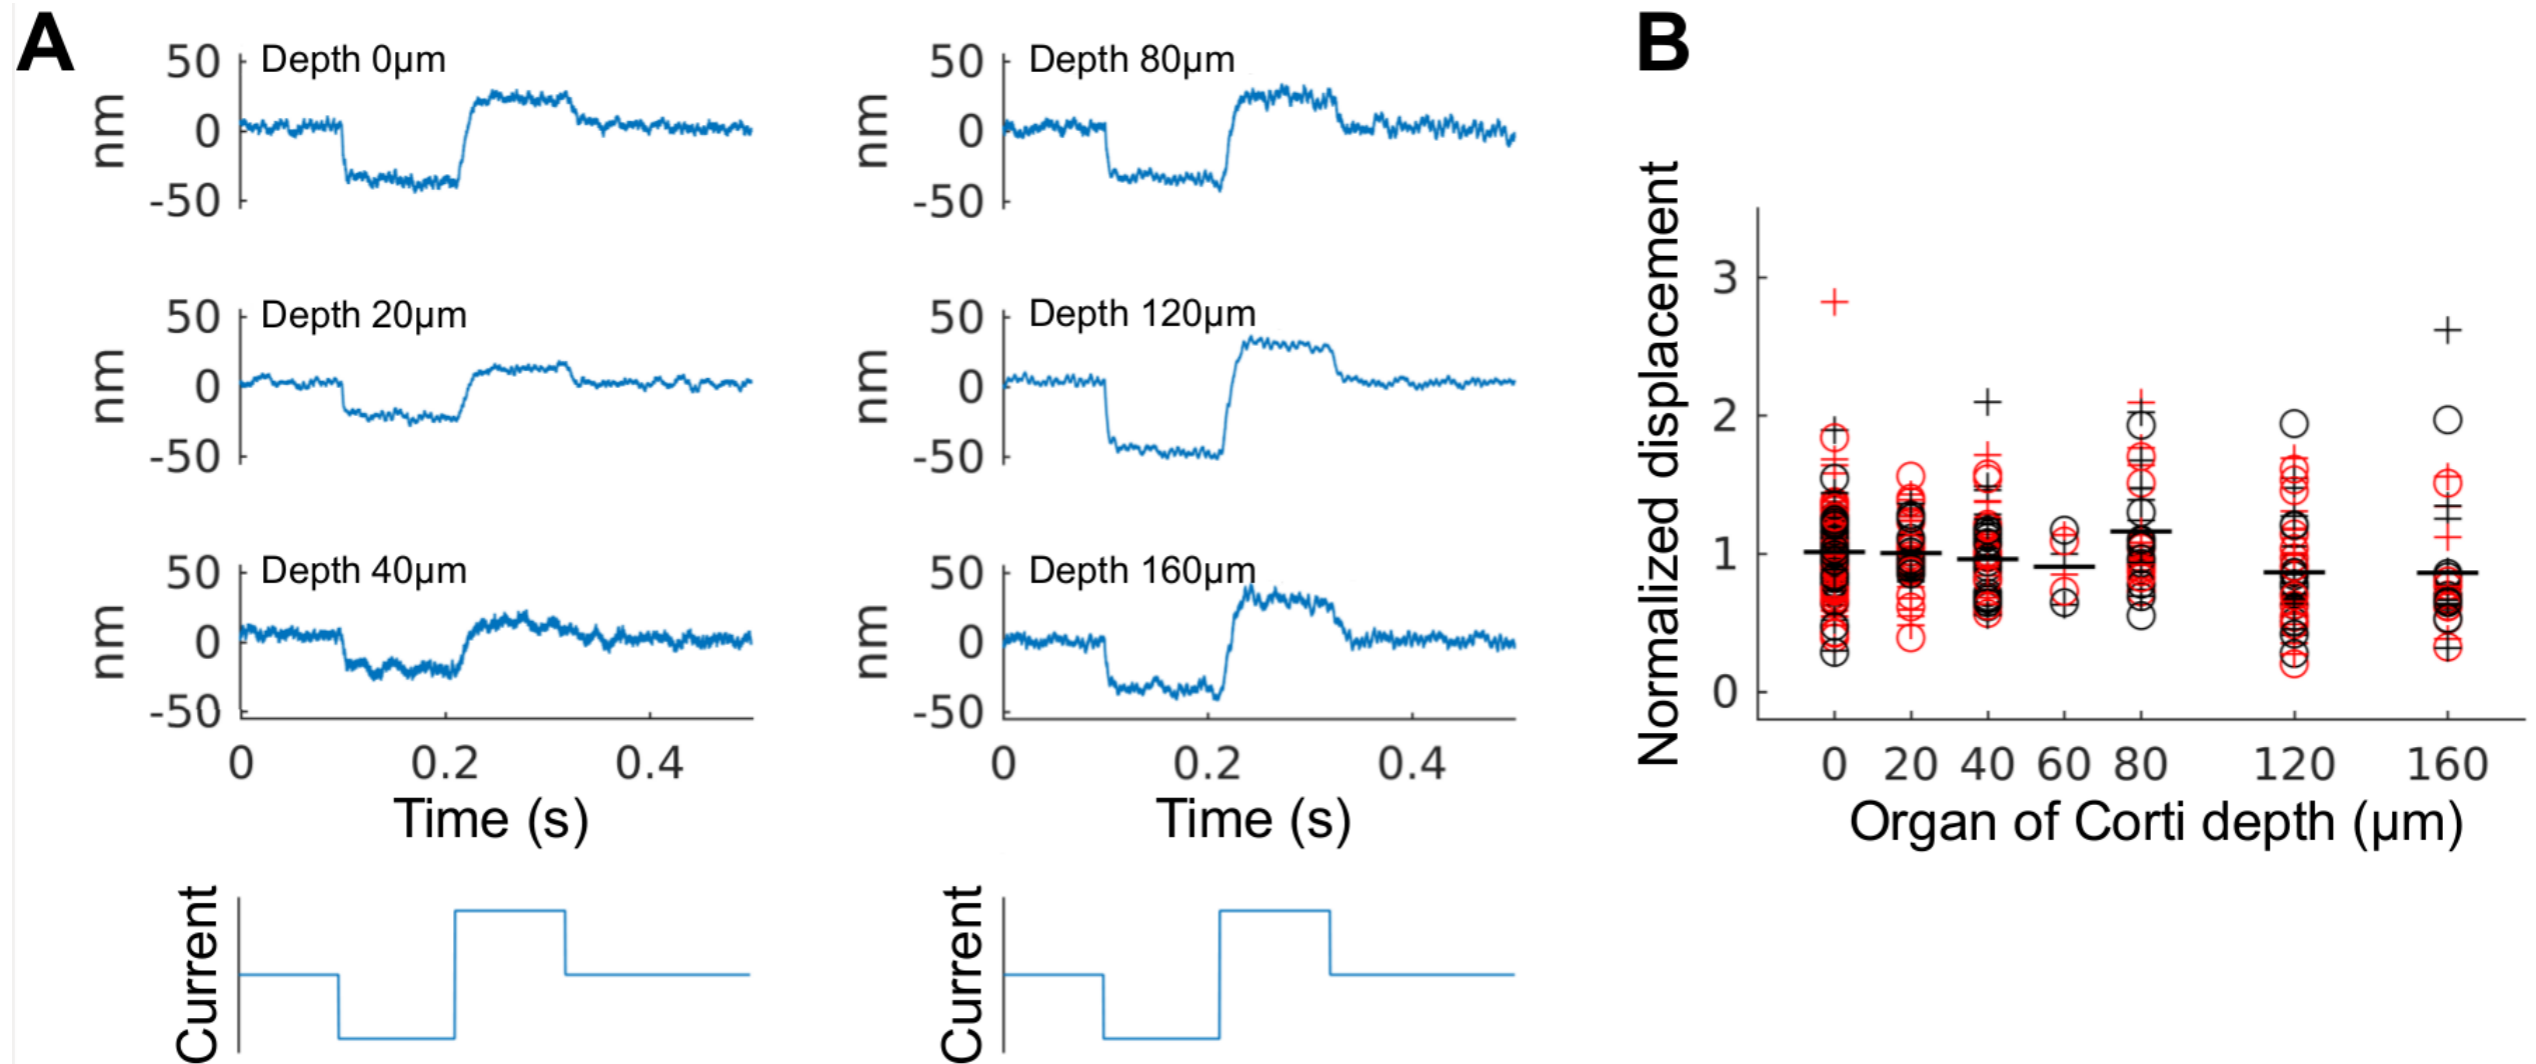 A
50
0
-50
nm
Depth 0µm
50
0
-50
nm
Depth 20µm
50
0
-50
nm
Depth 40µm
0 0.2 0.4
Time (s)
Current
50
0
-50
nm
Depth 80µm
50
0
-50
nm
Depth 120µm
50
0
-50
nm
Depth 160µm
0 0.2 0.4
Time (s)
Current
B
Normalized displacement
3
2
1
0
0 20 40 60 80 120 160
Organ of Corti depth (µm)